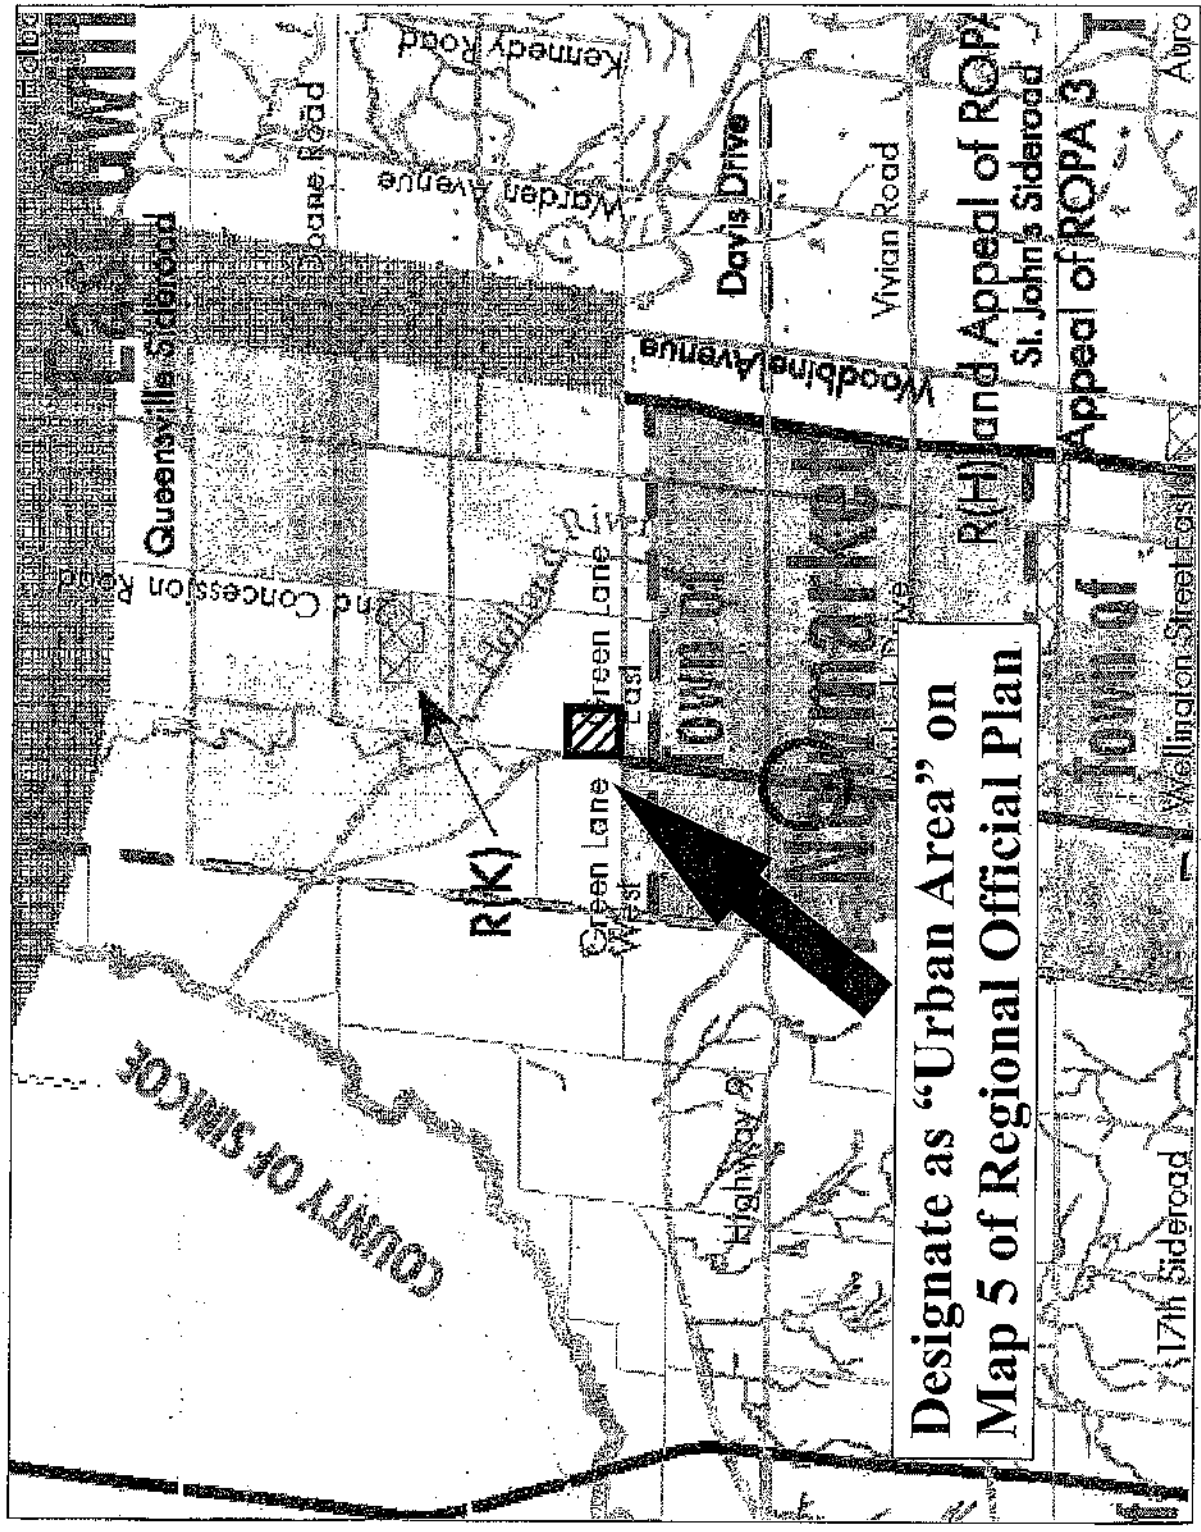 COUNTY OF SIMCOE
Queensville Sideroad
2nd Concession Road
Doane Road
Kennedy Road
Warden Avenue
R(K)
Holland River
Green Lane
West
Green Lane
East
Woodbine Avenue
Davis Drive
Town of
Newmarket
Highway 9
Vivian Road
R(H) and Appeal of ROPA
St. John's Sideroad
Appeal of ROPA 3
Town of
Wellington Street East
17th Sideroad
Designate as “Urban Area” on
Map 5 of Regional Official Plan